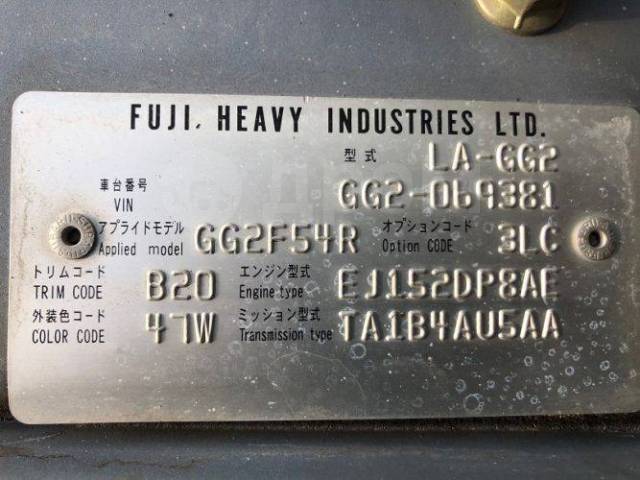 FUJI HEAVY INDUSTRIES LTD.
型式 LA-GG2
車台番号 VIN GG2-069381
アプライドモデル Applied model GG2F54R オプションコード Option CODE 3LC
トリムコード TRIM CODE B20 エンジン型式 Engine type EJ152DP8AE
外装色コード COLOR CODE 47W ミッション型式 Transmission type TA1B4AU5AA